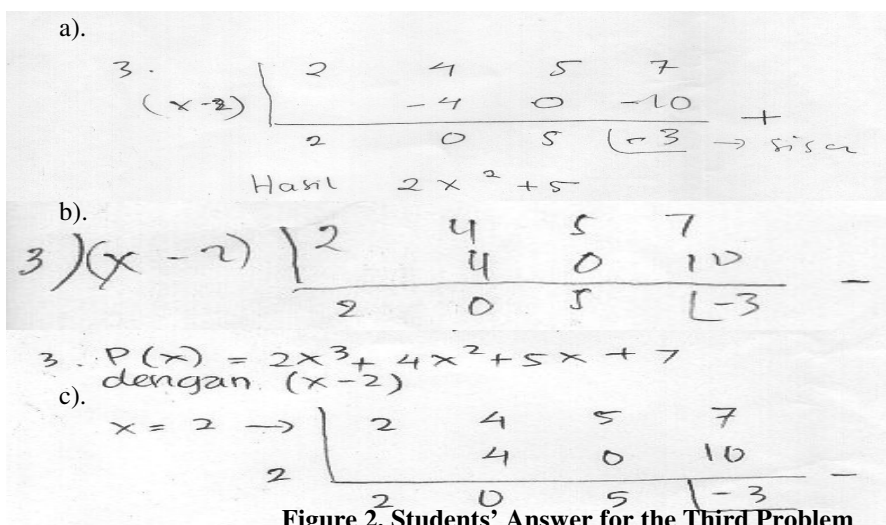 a).
3.
2 4 5 7
(x-2) -4 0 -10 +
2 0 5 -3 → sisa
Hasil 2x² + 5
b).
3) (x - 2) 2 4 5 7
4 0 10 -
2 0 5 -3
3. P(x) = 2x³ + 4x² + 5x + 7
dengan (x-2)
c).
x = 2 → 2 4 5 7
4 0 10 -
2
2 0 5 -3
Figure 2. Students' Answer for the Third Problem